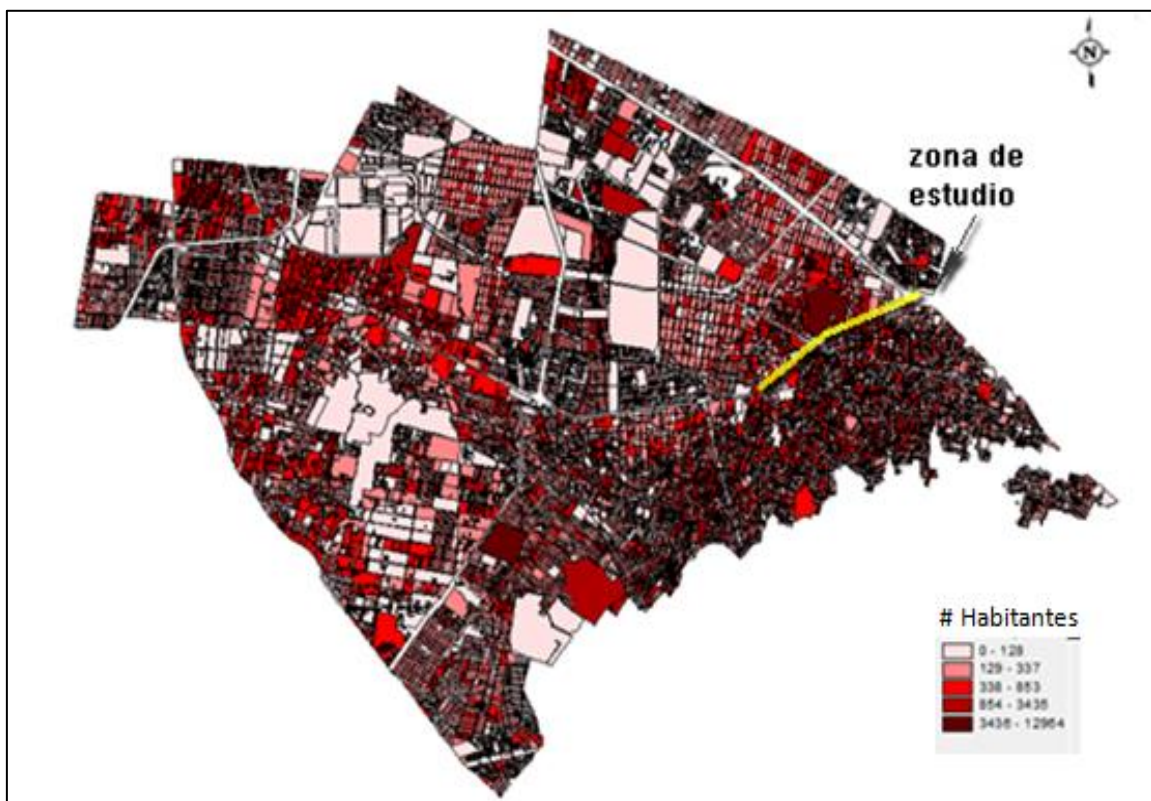 N
zona de
estudio
# Habitantes
0 - 128
129 - 337
338 - 853
854 - 3435
3436 - 12964